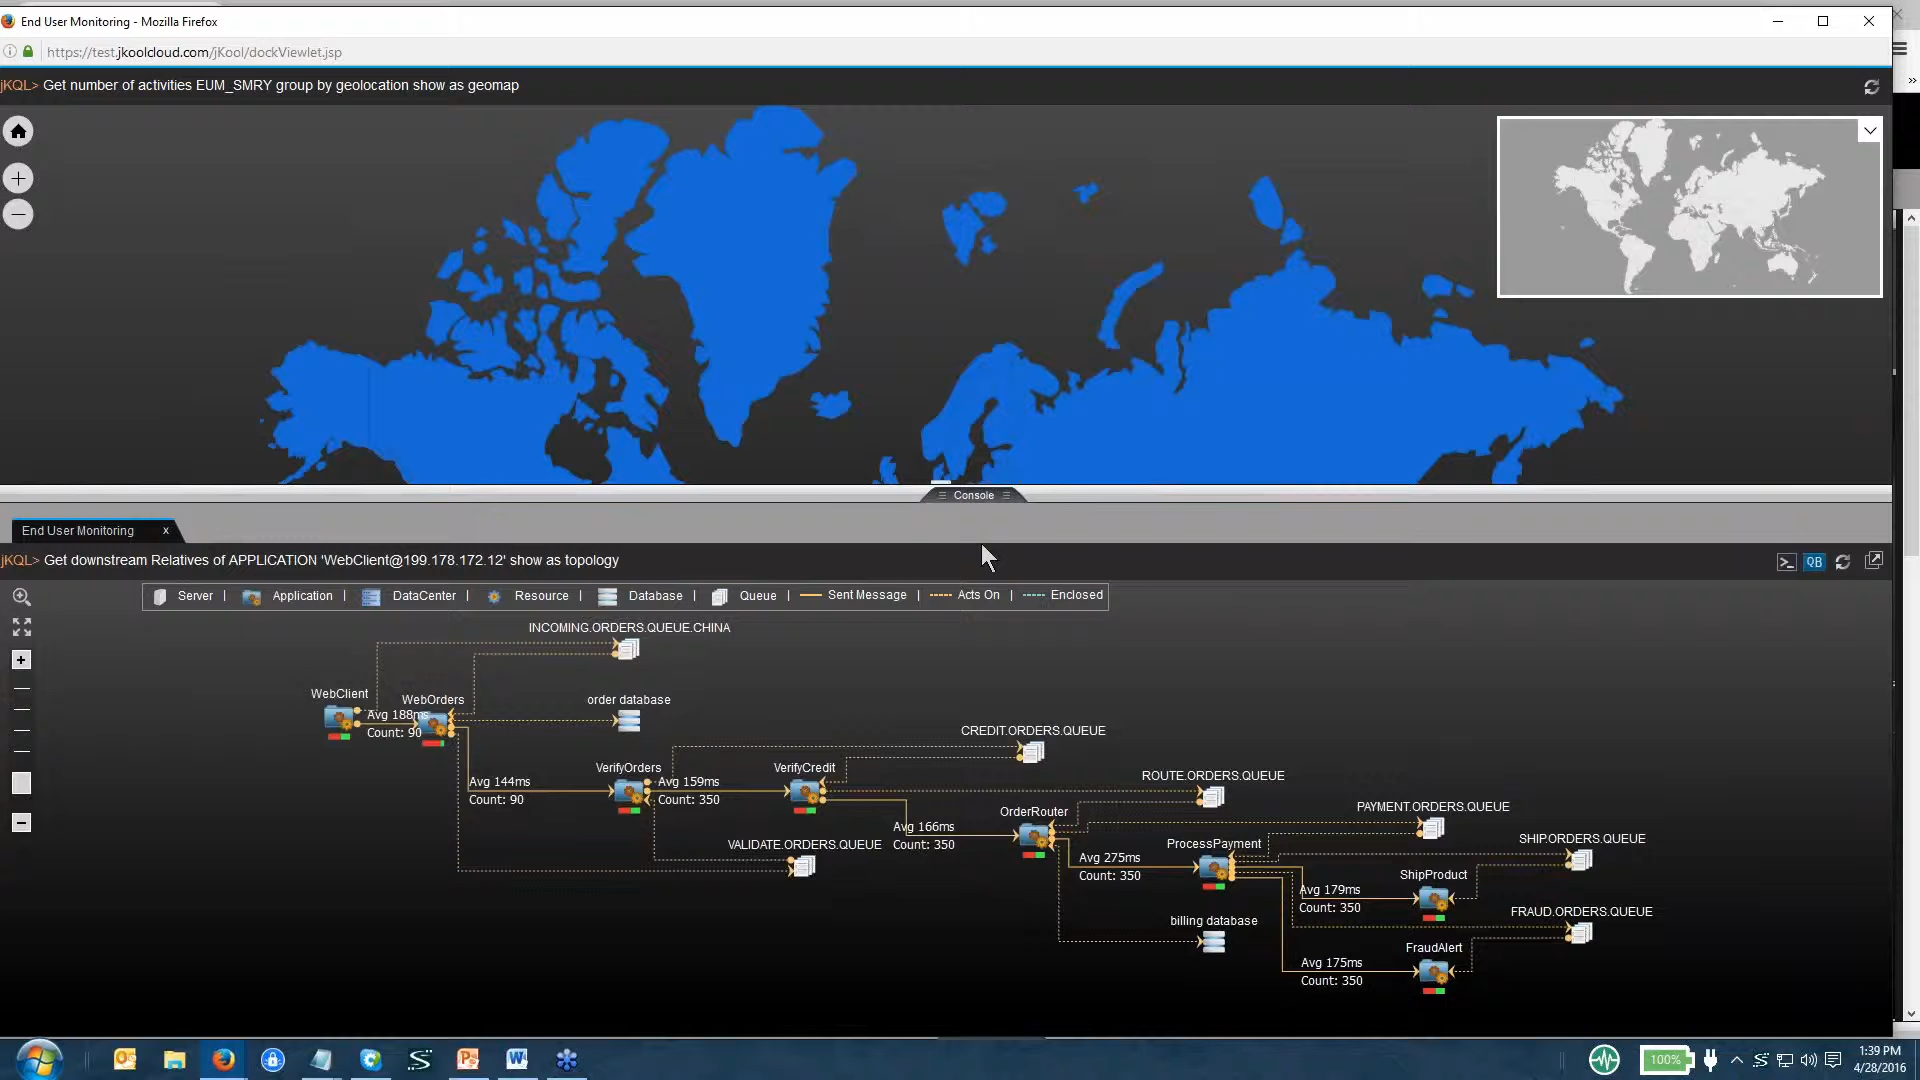 End User Monitoring - Mozilla Firefox
https://test.jkoolcloud.com/jKool/dockViewlet.jsp
jKQL> Get number of activities EUM_SMRY group by geolocation show as geomap
Console
End User Monitoring x
jKQL> Get downstream Relatives of APPLICATION 'WebClient@199.178.172.12' show as topology
QB
Server | Application | DataCenter | Resource | Database | Queue | Sent Message | Acts On | Enclosed
INCOMING.ORDERS.QUEUE.CHINA
WebClient
WebOrders
order database
Avg 188ms
Count: 90
CREDIT.ORDERS.QUEUE
VerifyOrders
VerifyCredit
Avg 144ms
Count: 90
Avg 159ms
Count: 350
ROUTE.ORDERS.QUEUE
OrderRouter
PAYMENT.ORDERS.QUEUE
Avg 166ms
Count: 350
VALIDATE.ORDERS.QUEUE
ProcessPayment
SHIP.ORDERS.QUEUE
Avg 275ms
Count: 350
ShipProduct
Avg 179ms
Count: 350
FRAUD.ORDERS.QUEUE
billing database
FraudAlert
Avg 175ms
Count: 350
100%
1:39 PM
4/28/2016